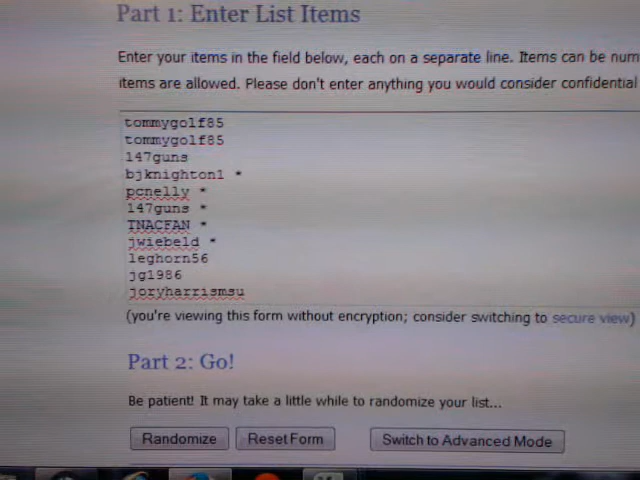 Part 1: Enter List Items
Enter your items in the field below, each on a separate line. Items can be num
items are allowed. Please don't enter anything you would consider confidential
tommygolf85
tommygolf85
147guns
bjknighton1 *
pcnelly *
147guns *
TNACFAN *
jwiebeld *
leghorn56
jg1986
joryharrismsu
(you're viewing this form without encryption; consider switching to secure view)
Part 2: Go!
Be patient! It may take a little while to randomize your list...
Randomize Reset Form Switch to Advanced Mode